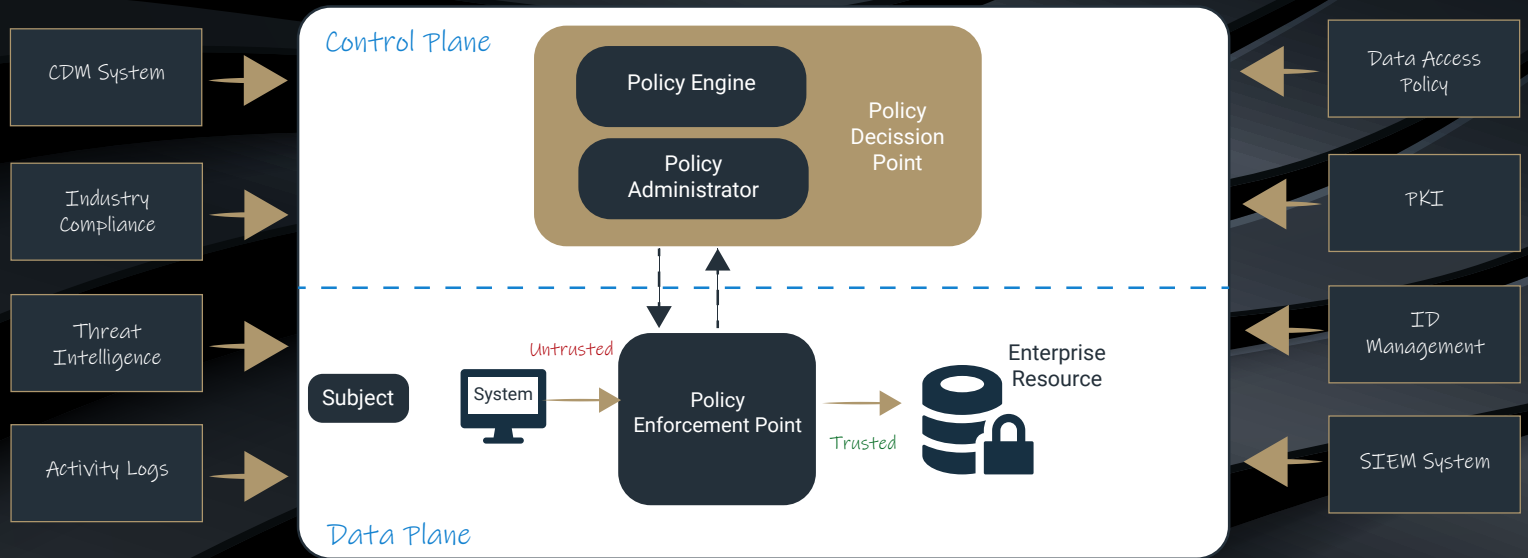 CDM System
Industry
Compliance
Threat
Intelligence
Activity Logs
Control Plane
Policy Engine
Policy
Administrator
Policy
Decission
Point
Untrusted
Subject
System
Policy
Enforcement Point
Trusted
Enterprise
Resource
Data Plane
Data Access
Policy
PKI
ID
Management
SIEM System